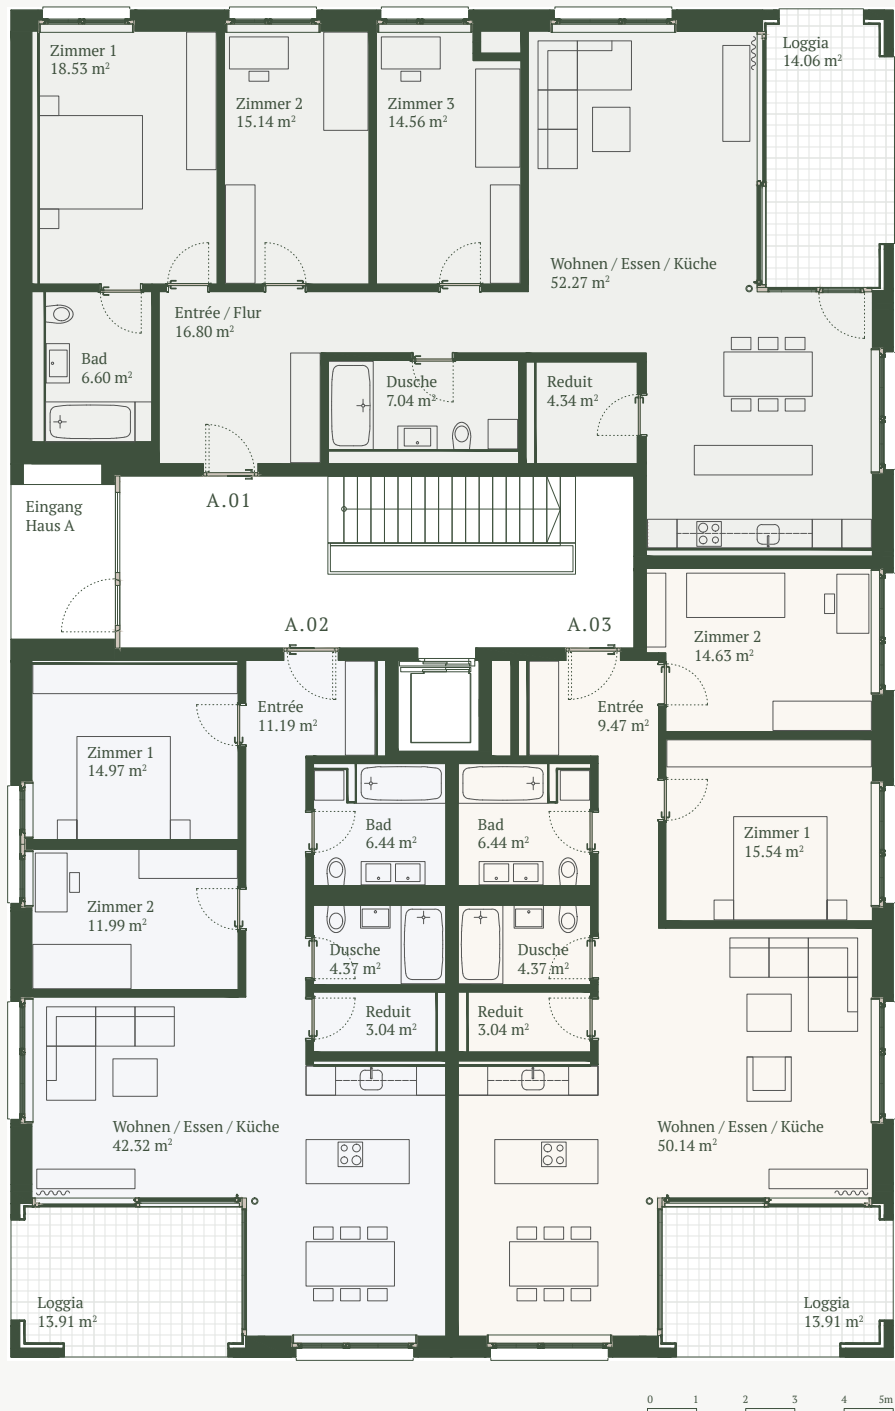 Zimmer 1
18.53 m²
Zimmer 2
15.14 m²
Zimmer 3
14.56 m²
Loggia
14.06 m²
Wohnen / Essen / Küche
52.27 m²
Entrée / Flur
16.80 m²
Bad
6.60 m²
Dusche
7.04 m²
Reduit
4.34 m²
Eingang
Haus A
A.01
A.02
A.03
Zimmer 2
14.63 m²
Entrée
11.19 m²
Entrée
9.47 m²
Zimmer 1
14.97 m²
Bad
6.44 m²
Bad
6.44 m²
Zimmer 1
15.54 m²
Zimmer 2
11.99 m²
Dusche
4.37 m²
Dusche
4.37 m²
Reduit
3.04 m²
Reduit
3.04 m²
Wohnen / Essen / Küche
42.32 m²
Wohnen / Essen / Küche
50.14 m²
Loggia
13.91 m²
Loggia
13.91 m²
0 1 2 3 4 5m